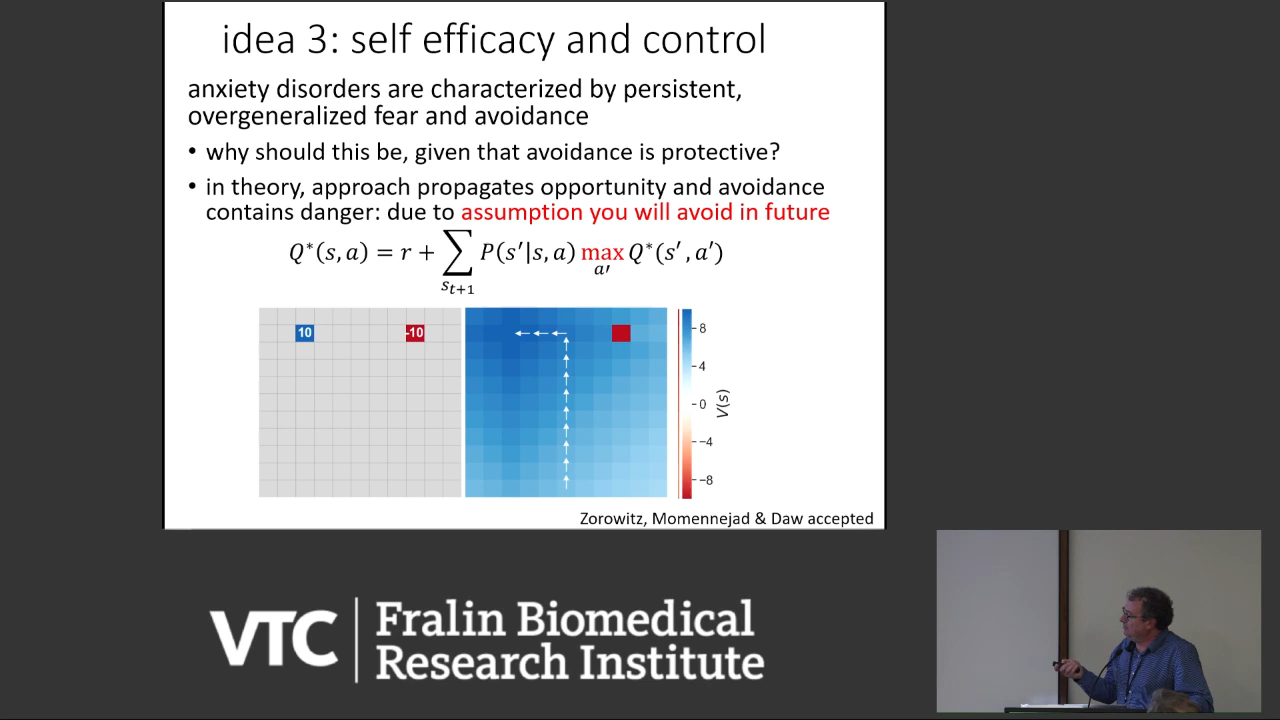 idea 3: self efficacy and control
anxiety disorders are characterized by persistent,
overgeneralized fear and avoidance
• why should this be, given that avoidance is protective?
• in theory, approach propagates opportunity and avoidance
contains danger: due to assumption you will avoid in future
Q*(s, a) = r + ∑ P(s′|s, a) max Q*(s′, a′)
s_{t+1} a′
10 -10
8
4
0
−4
−8
V(s)
Zorowitz, Momennejad & Daw accepted
VTC Fralin Biomedical
Research Institute